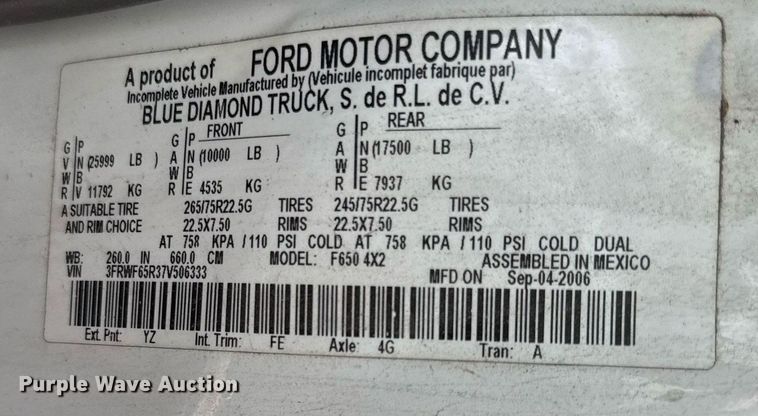 A product of FORD MOTOR COMPANY
Incomplete Vehicle Manufactured by (Vehicule incomplet fabrique par)
BLUE DIAMOND TRUCK, S. de R.L. de C.V.
G P G P FRONT G P REAR
V N (25999 LB ) A N (10000 LB ) A N (17500 LB )
W B W B W B
R V 11792 KG R E 4535 KG R E 7937 KG
A SUITABLE TIRE 265/75R22.5G TIRES 245/75R22.5G TIRES
AND RIM CHOICE 22.5X7.50 RIMS 22.5X7.50 RIMS
AT 758 KPA / 110 PSI COLD AT 758 KPA / 110 PSI COLD DUAL
WB: 260.0 IN 660.0 CM MODEL: F650 4X2 ASSEMBLED IN MEXICO
VIN 3FRWF65R37V506333 MFD ON Sep-04-2006
Ext. Pnt: YZ Int. Trim: FE Axle: 4G Tran: A
Purple Wave Auction